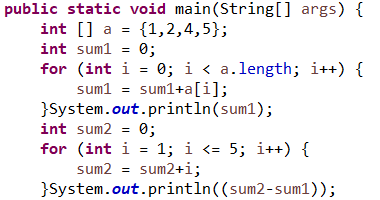 public static void main(String[] args) {
    int [] a = {1,2,4,5};
    int sum1 = 0;
    for (int i = 0; i < a.length; i++) {
        sum1 = sum1+a[i];
    }System.out.println(sum1);
    int sum2 = 0;
    for (int i = 1; i <= 5; i++) {
        sum2 = sum2+i;
    }System.out.println((sum2-sum1));